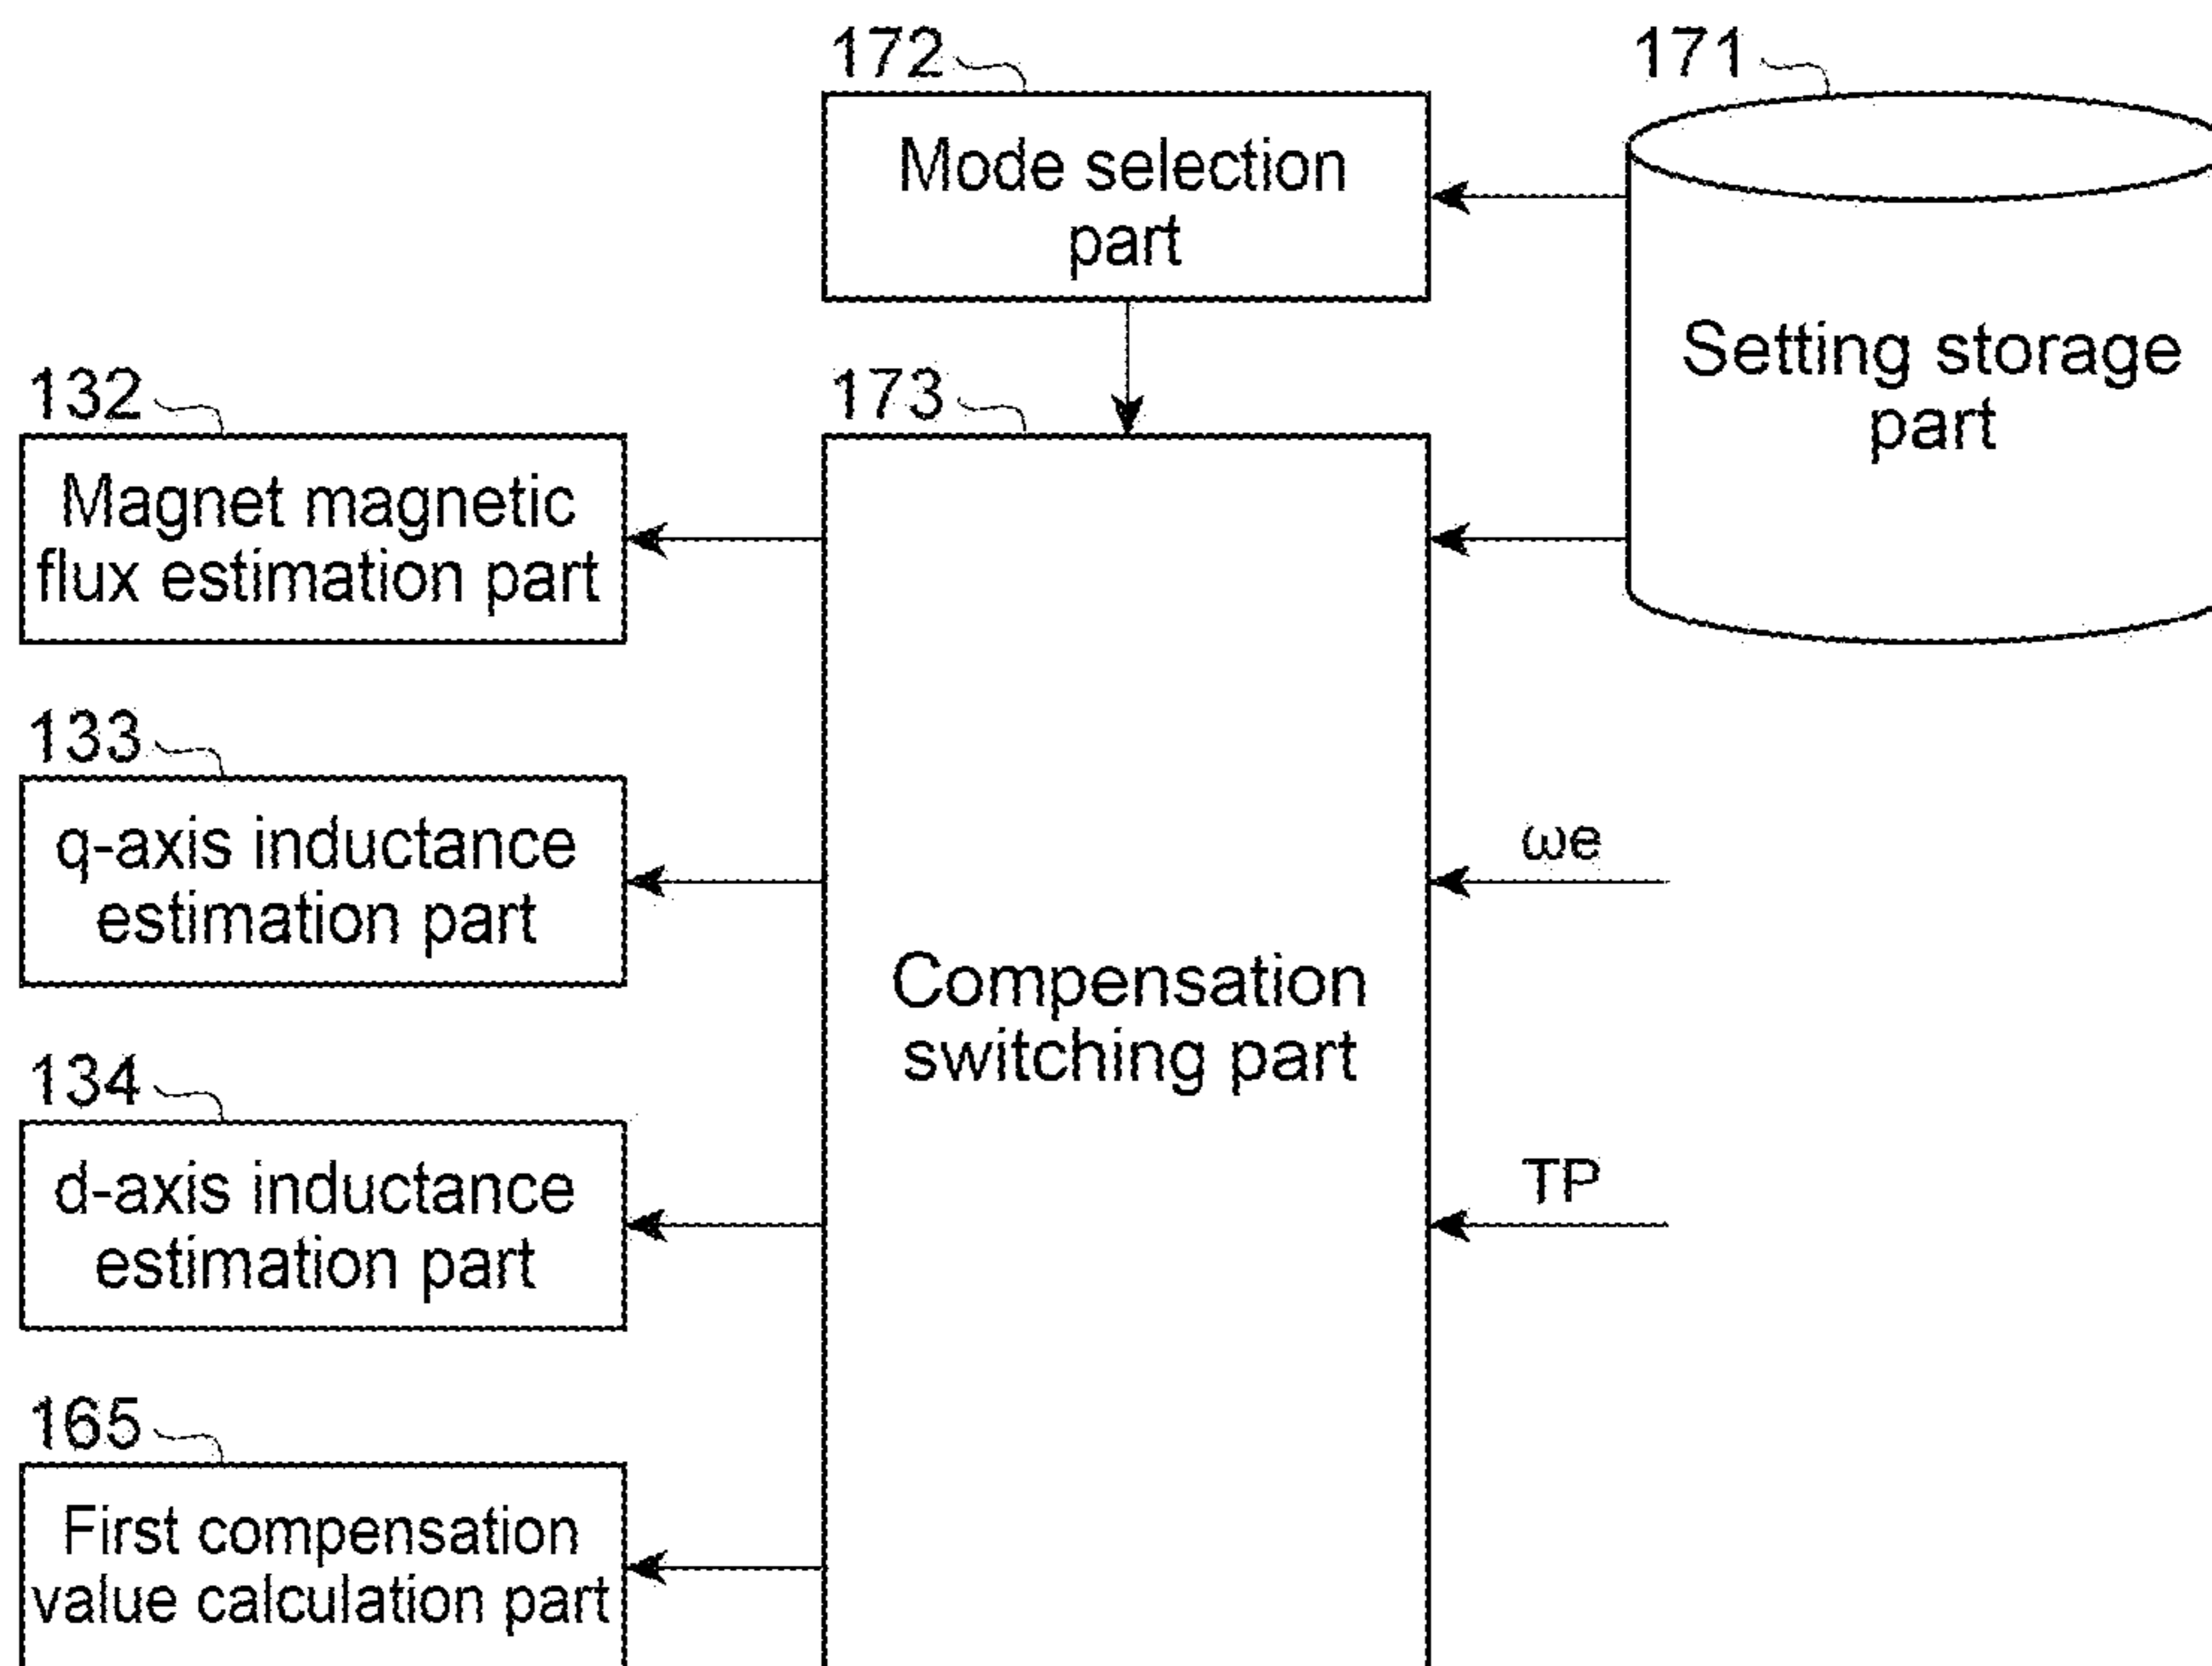 172
171
Mode selection
part
Setting storage
part
132
173
Magnet magnetic
flux estimation part
133
q-axis inductance
estimation part
ωe
Compensation
switching part
134
d-axis inductance
estimation part
TP
165
First compensation
value calculation part